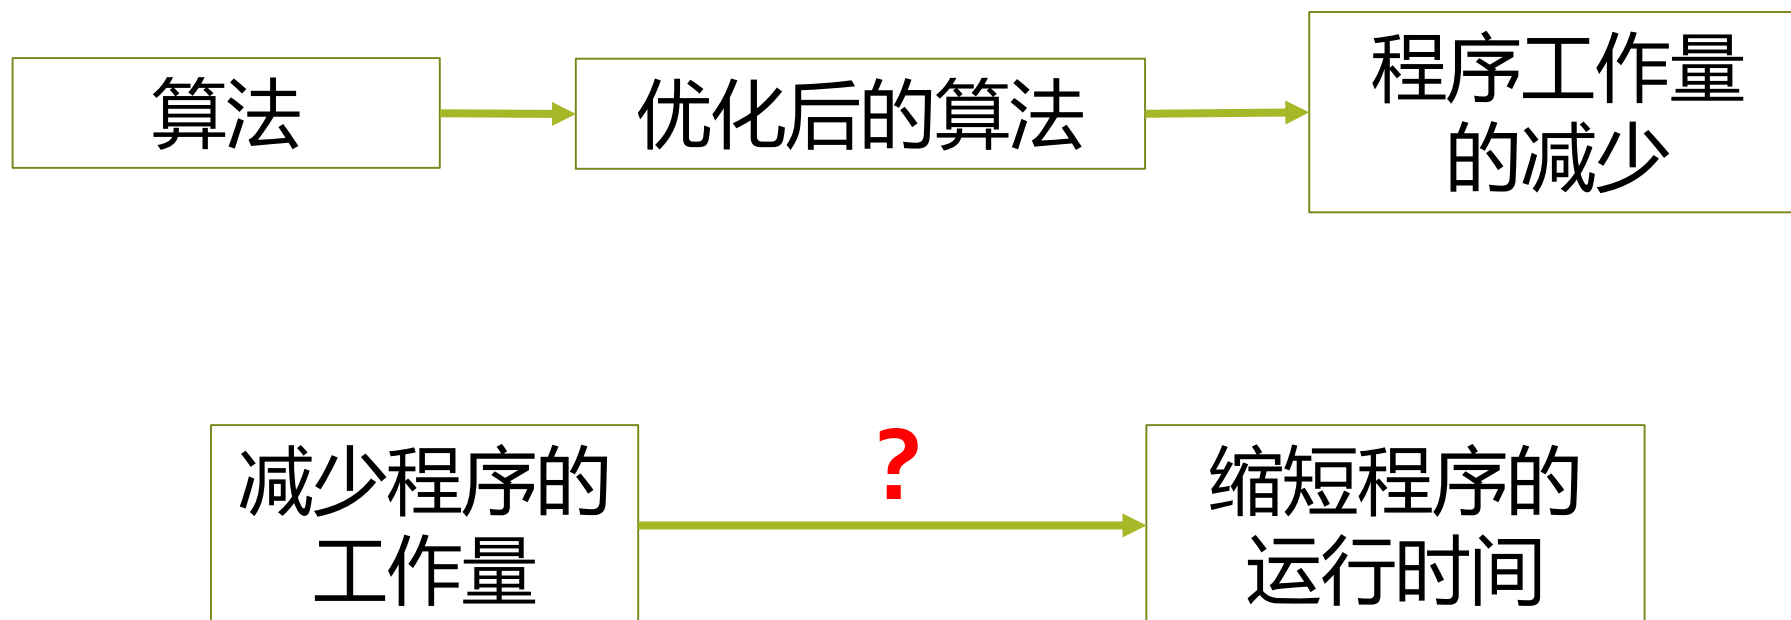 算法
优化后的算法
程序工作量
的减少
?
减少程序的
工作量
缩短程序的
运行时间